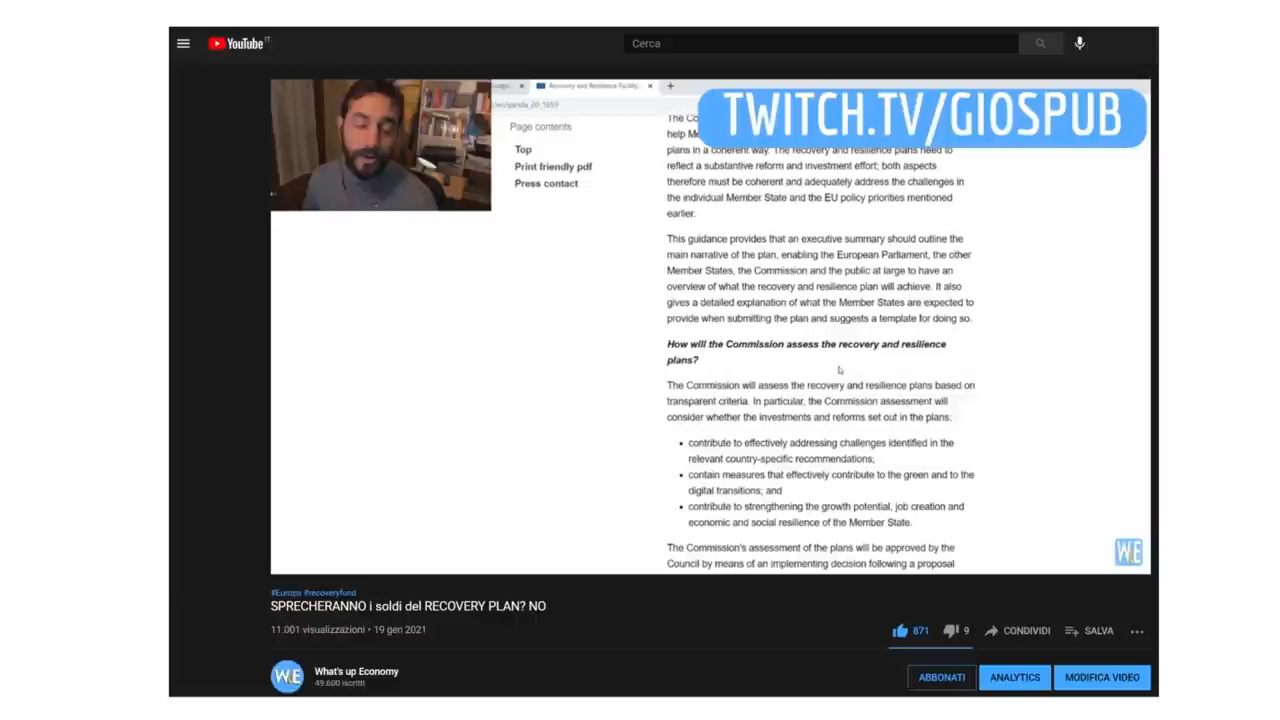 YouTube IT
Cerca
Recovery and Resilience Facility
Page contents
Top
Print friendly pdf
Press contact
TWITCH.TV/GIOSPUB
The Co
help Me
plans in a coherent way. The recovery and resilience plans need to
reflect a substantive reform and investment effort; both aspects
therefore must be coherent and adequately address the challenges in
the individual Member State and the EU policy priorities mentioned
earlier.
This guidance provides that an executive summary should outline the
main narrative of the plan, enabling the European Parliament, the other
Member States, the Commission and the public at large to have an
overview of what the recovery and resilience plan will achieve. It also
gives a detailed explanation of what the Member States are expected to
provide when submitting the plan and suggests a template for doing so.
How will the Commission assess the recovery and resilience
plans?
The Commission will assess the recovery and resilience plans based on
transparent criteria. In particular, the Commission assessment will
consider whether the investments and reforms set out in the plans:
• contribute to effectively addressing challenges identified in the
relevant country-specific recommendations;
• contain measures that effectively contribute to the green and to the
digital transitions; and
• contribute to strengthening the growth potential, job creation and
economic and social resilience of the Member State.
The Commission's assessment of the plans will be approved by the
Council by means of an implementing decision following a proposal
W.E
#Europa #recoveryfund
SPRECHERANNO i soldi del RECOVERY PLAN? NO
11.001 visualizzazioni • 19 gen 2021
871 9 CONDIVIDI SALVA
W.E
What's up Economy
49.600 iscritti
ABBONATI ANALYTICS MODIFICA VIDEO